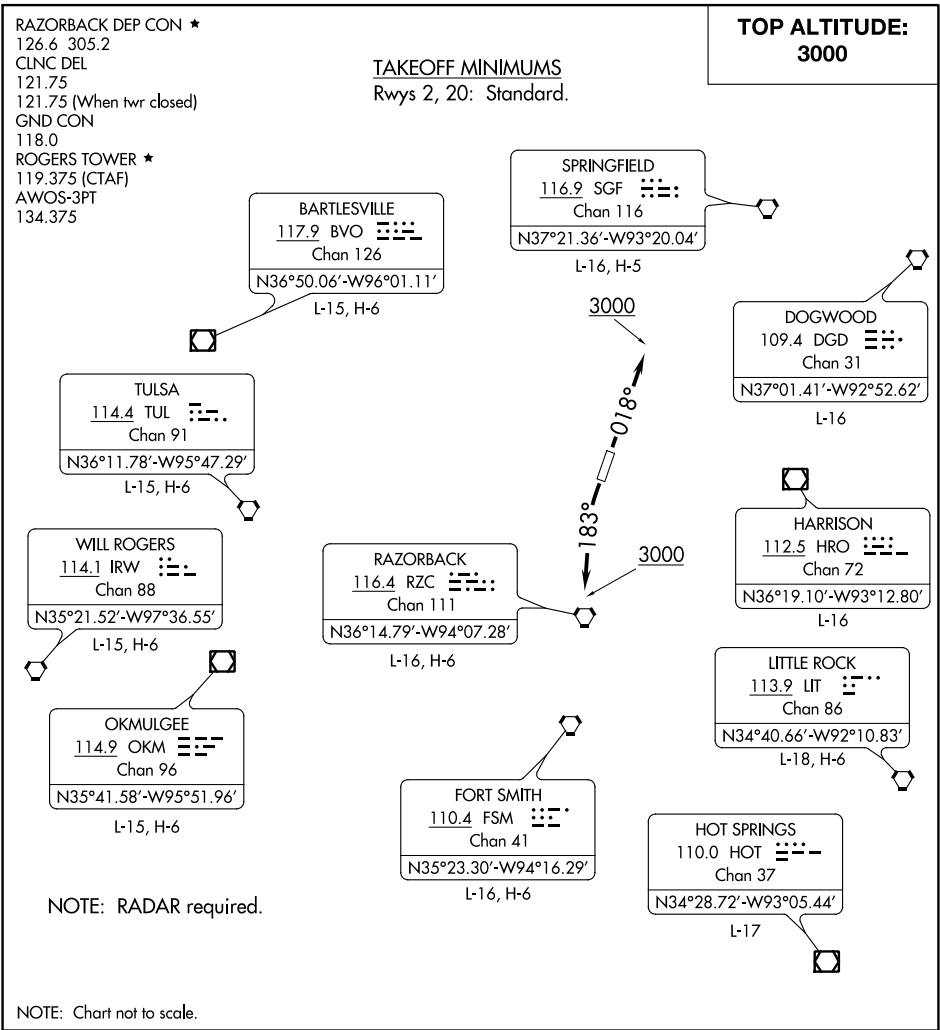 RAZORBACK DEP CON ★
126.6 305.2
CLNC DEL
121.75
121.75 (When twr closed)
GND CON
118.0
ROGERS TOWER ★
119.375 (CTAF)
AWOS-3PT
134.375
TAKEOFF MINIMUMS
Rwys 2, 20: Standard.
TOP ALTITUDE:
3000
SPRINGFIELD
116.9 SGF
Chan 116
N37°21.36′-W93°20.04′
L-16, H-5
BARTLESVILLE
117.9 BVO
Chan 126
N36°50.06′-W96°01.11′
L-15, H-6
3000
DOGWOOD
109.4 DGD
Chan 31
N37°01.41′-W92°52.62′
L-16
TULSA
114.4 TUL
Chan 91
N36°11.78′-W95°47.29′
L-15, H-6
018°
183°
3000
HARRISON
112.5 HRO
Chan 72
N36°19.10′-W93°12.80′
L-16
WILL ROGERS
114.1 IRW
Chan 88
N35°21.52′-W97°36.55′
L-15, H-6
RAZORBACK
116.4 RZC
Chan 111
N36°14.79′-W94°07.28′
L-16, H-6
LITTLE ROCK
113.9 LIT
Chan 86
N34°40.66′-W92°10.83′
L-18, H-6
OKMULGEE
114.9 OKM
Chan 96
N35°41.58′-W95°51.96′
L-15, H-6
FORT SMITH
110.4 FSM
Chan 41
N35°23.30′-W94°16.29′
L-16, H-6
HOT SPRINGS
110.0 HOT
Chan 37
N34°28.72′-W93°05.44′
L-17
NOTE: RADAR required.
NOTE: Chart not to scale.